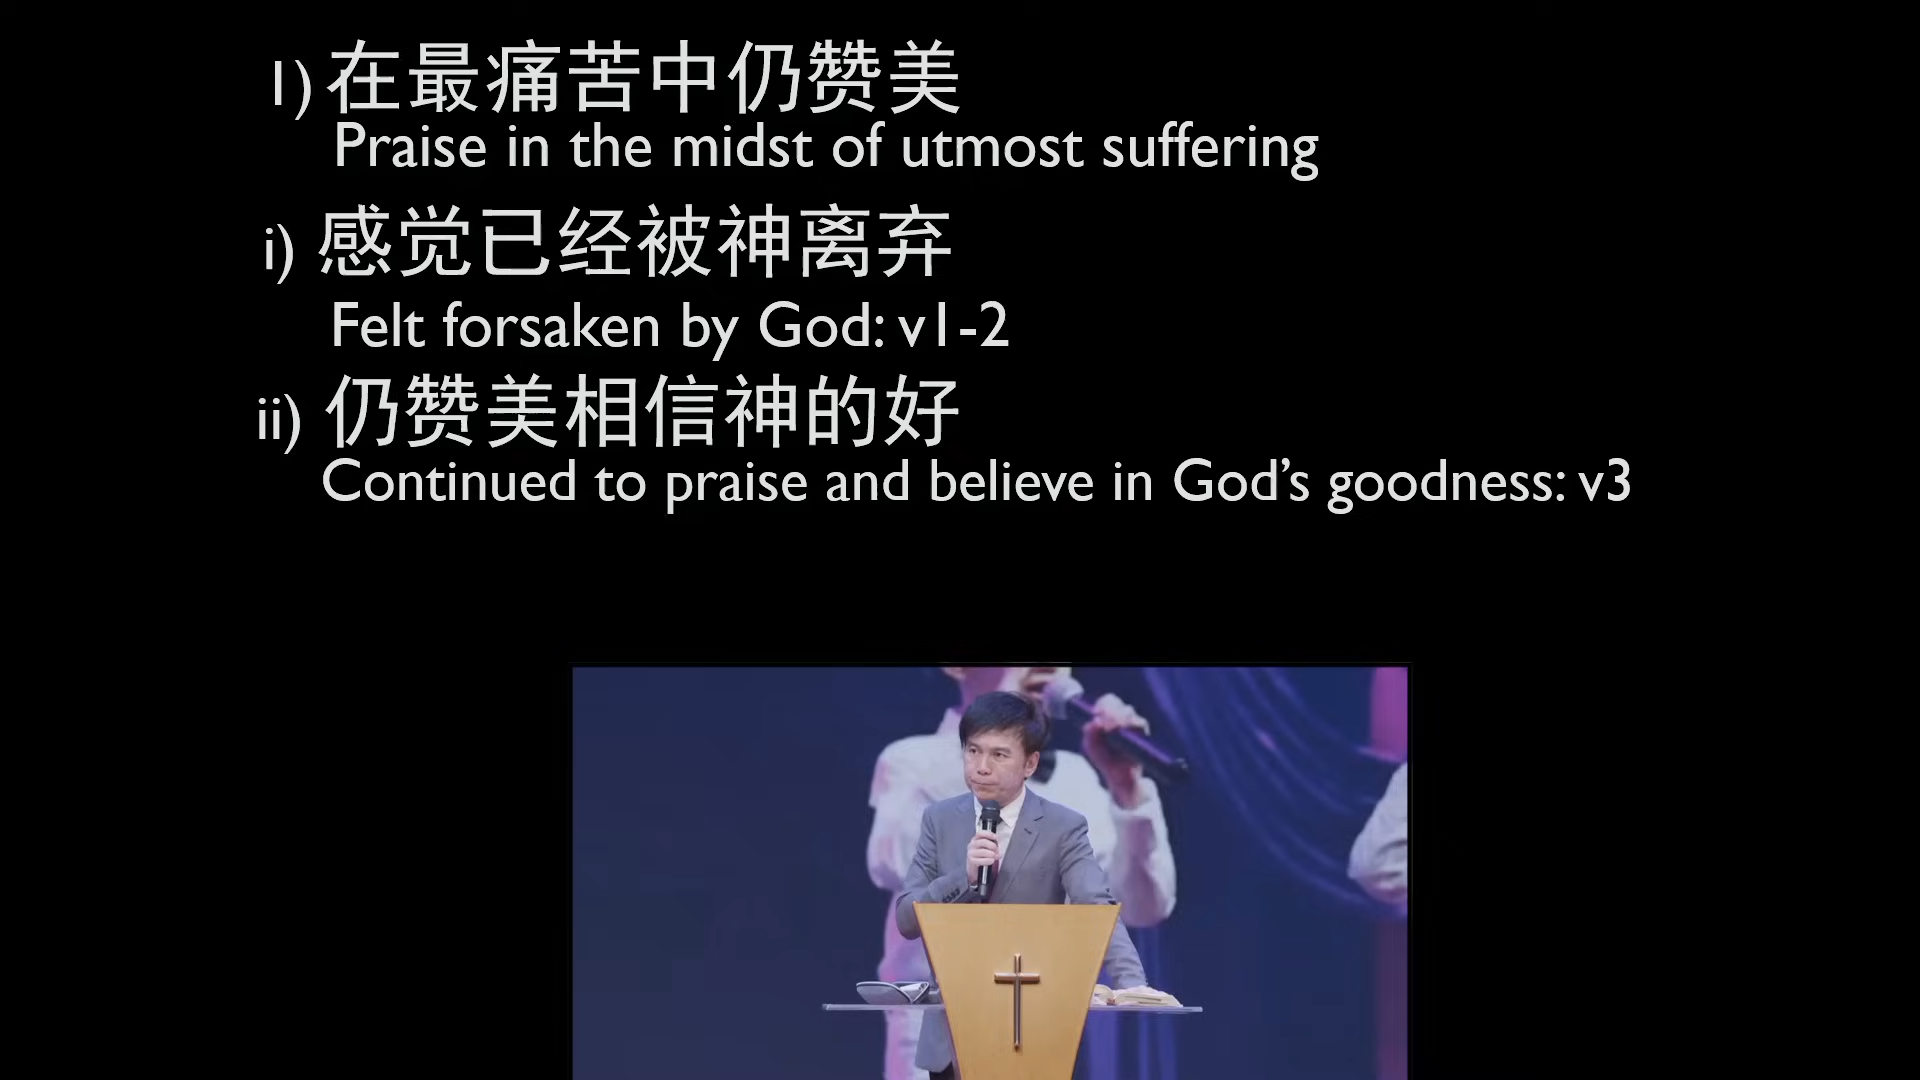 1) 在最痛苦中仍赞美
Praise in the midst of utmost suffering
i) 感觉已经被神离弃
Felt forsaken by God: v1-2
ii) 仍赞美相信神的好
Continued to praise and believe in God’s goodness: v3